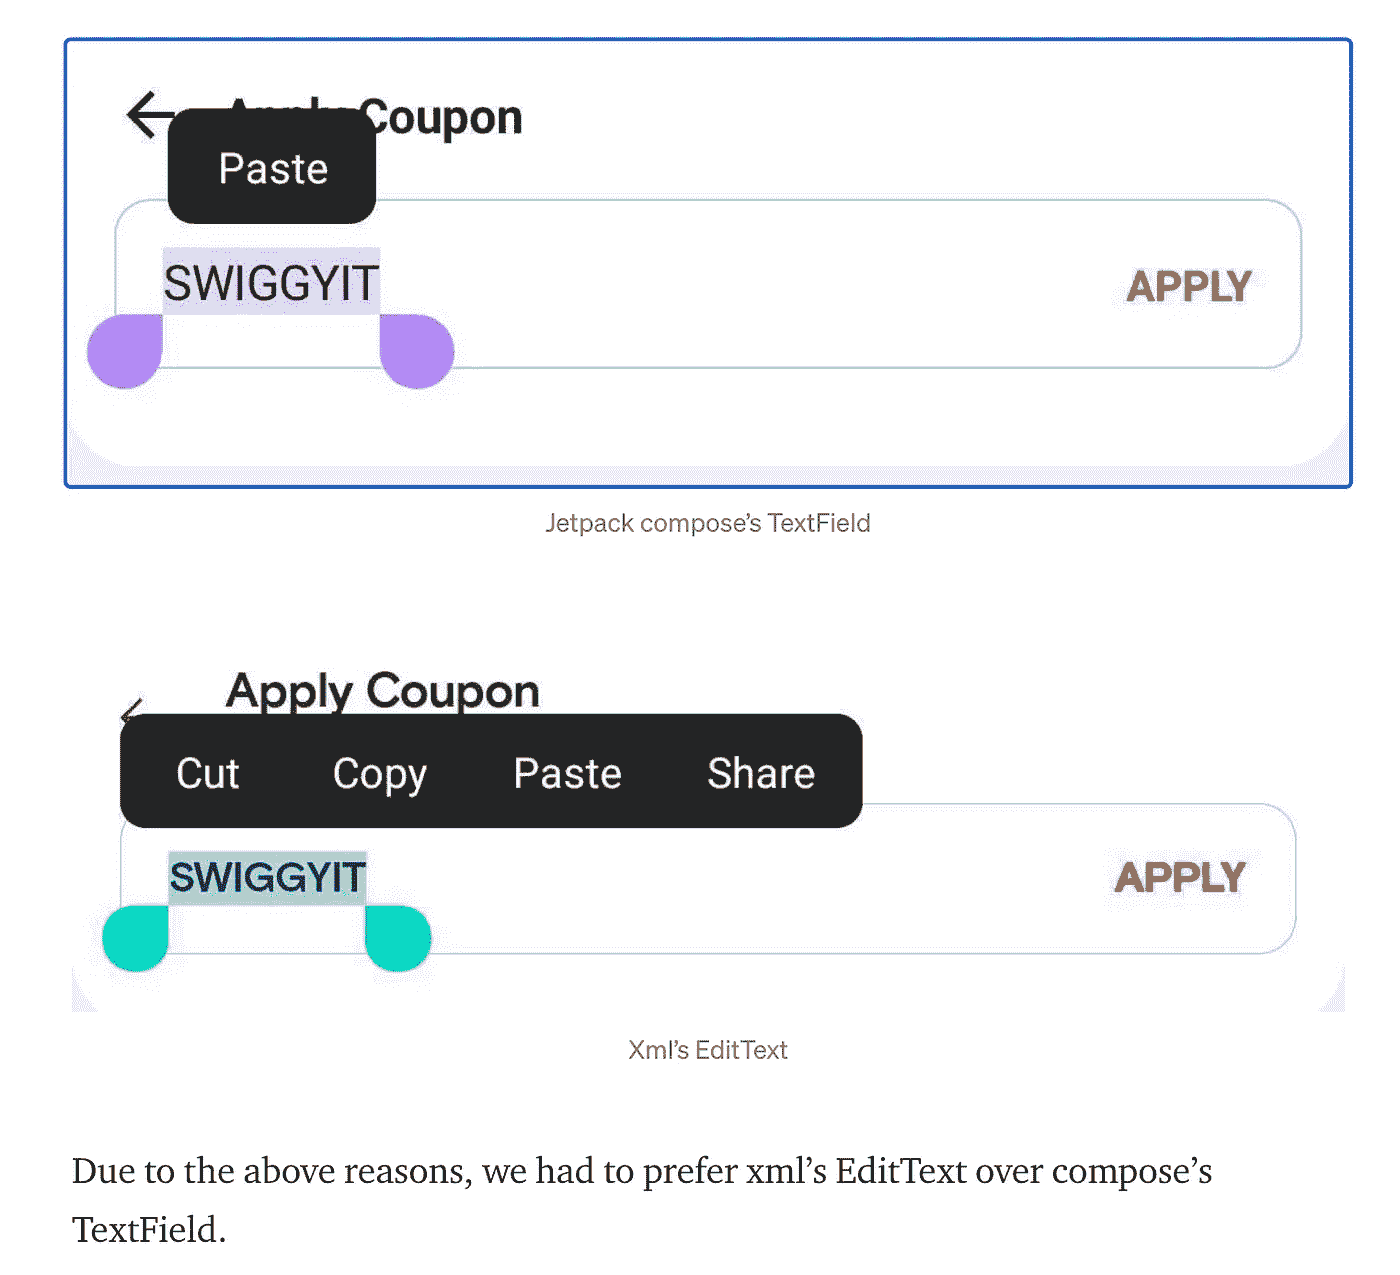 Apply Coupon
Paste
SWIGGYIT
APPLY
Jetpack compose’s TextField
Apply Coupon
Cut Copy Paste Share
SWIGGYIT
APPLY
Xml’s EditText
Due to the above reasons, we had to prefer xml’s EditText over compose’s
TextField.